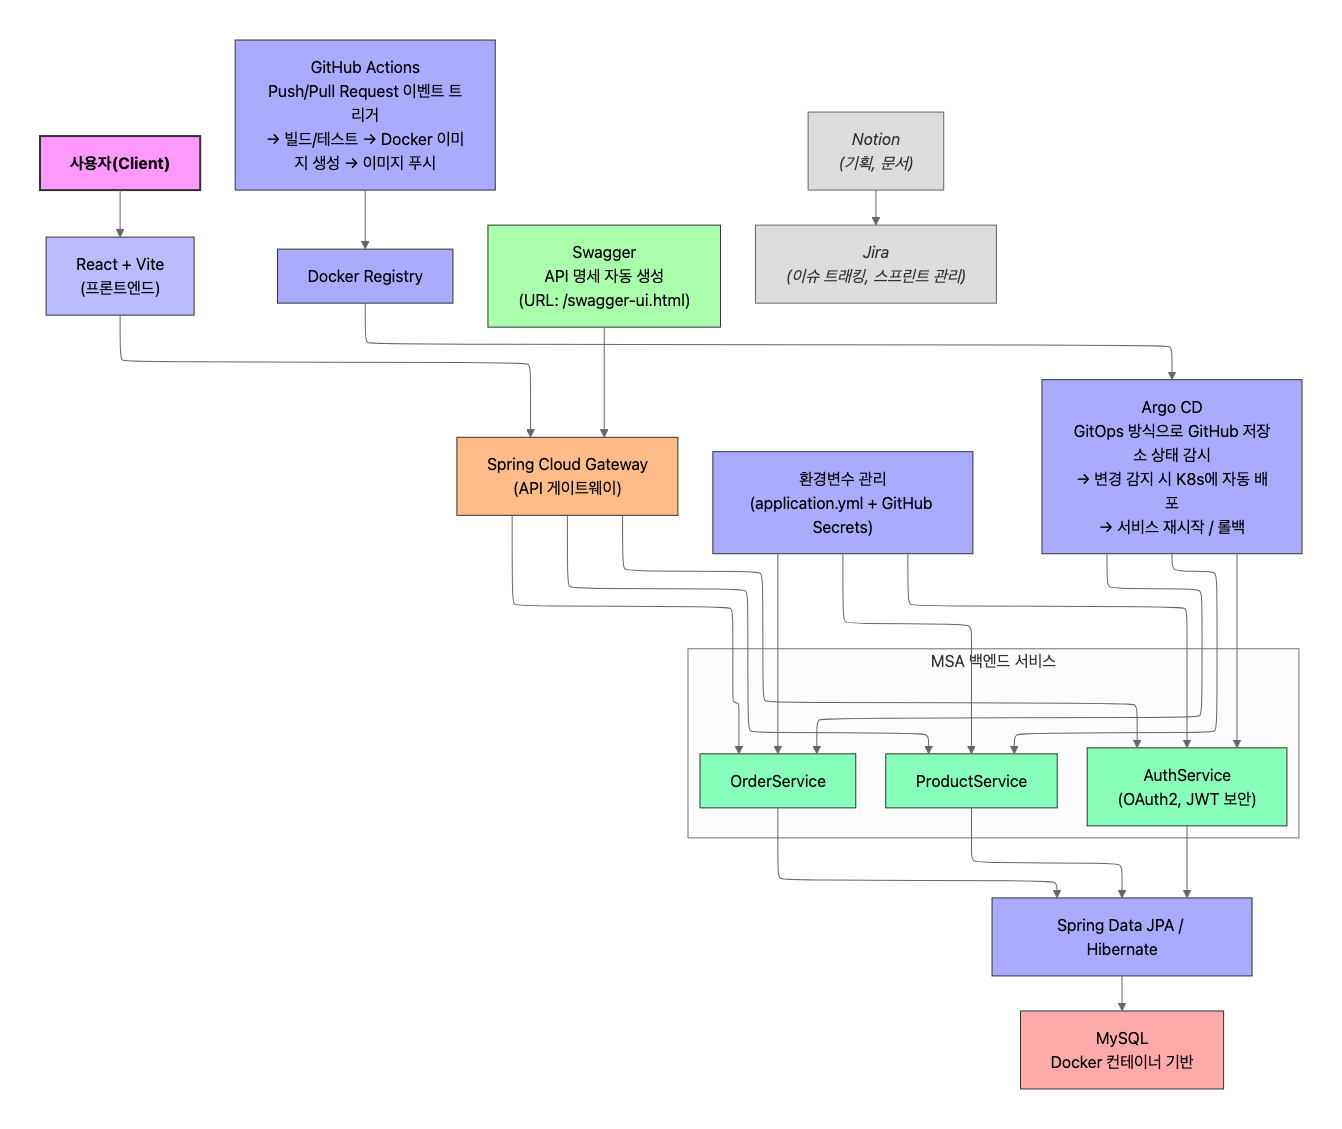 GitHub Actions
Push/Pull Request 이벤트 트
리거
→ 빌드/테스트 → Docker 이미
지 생성 → 이미지 푸시
사용자(Client)
Notion
(기획, 문서)
React + Vite
(프론트엔드)
Docker Registry
Swagger
API 명세 자동 생성
(URL: /swagger-ui.html)
Jira
(이슈 트래킹, 스프린트 관리)
Spring Cloud Gateway
(API 게이트웨이)
환경변수 관리
(application.yml + GitHub
Secrets)
Argo CD
GitOps 방식으로 GitHub 저장
소 상태 감시
→ 변경 감지 시 K8s에 자동 배
포
→ 서비스 재시작 / 롤백
MSA 백엔드 서비스
OrderService
ProductService
AuthService
(OAuth2, JWT 보안)
Spring Data JPA /
Hibernate
MySQL
Docker 컨테이너 기반